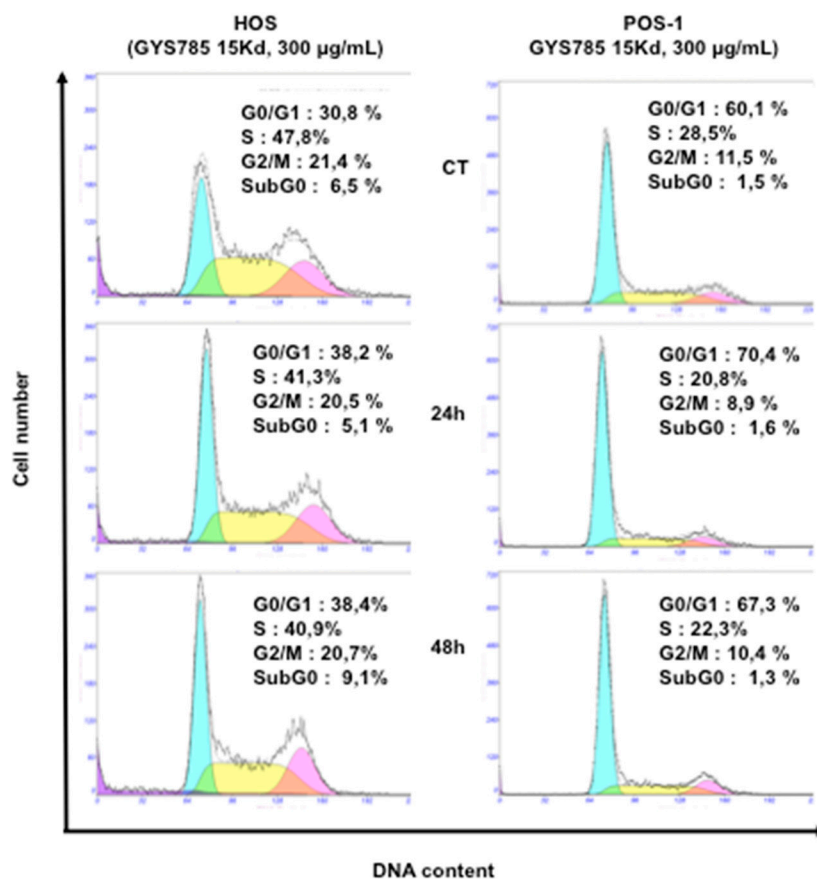 HOS
(GYS785 15Kd, 300 µg/mL)
POS-1
GYS785 15Kd, 300 µg/mL)
G0/G1 : 30,8 %
S : 47,8%
G2/M : 21,4 %
SubG0 : 6,5 %
CT
G0/G1 : 60,1 %
S : 28,5%
G2/M : 11,5 %
SubG0 : 1,5 %
G0/G1 : 38,2 %
S : 41,3%
G2/M : 20,5 %
SubG0 : 5,1 %
24h
G0/G1 : 70,4 %
S : 20,8%
G2/M : 8,9 %
SubG0 : 1,6 %
G0/G1 : 38,4%
S : 40,9%
G2/M : 20,7%
SubG0 : 9,1%
48h
G0/G1 : 67,3 %
S : 22,3%
G2/M : 10,4 %
SubG0 : 1,3 %
Cell number
DNA content